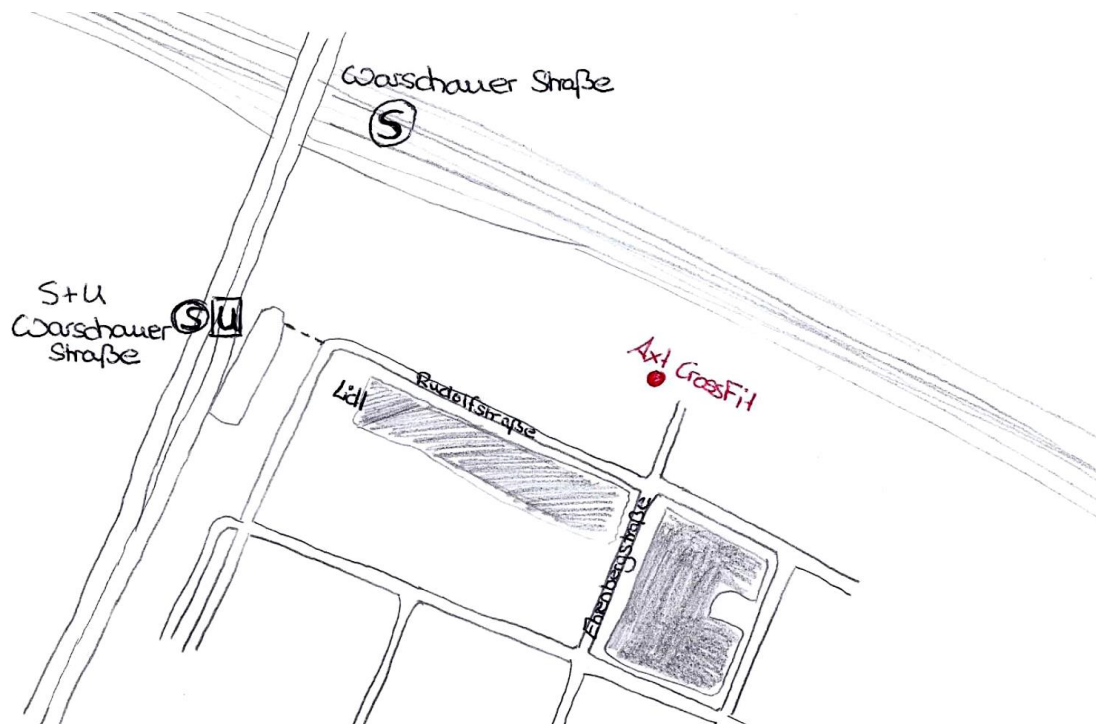 Warschauer Straße
S
S+U
Warschauer
Straße
S U
Axt CrossFit
Lidl
Rudolfstraße
Ehrenbergstraße